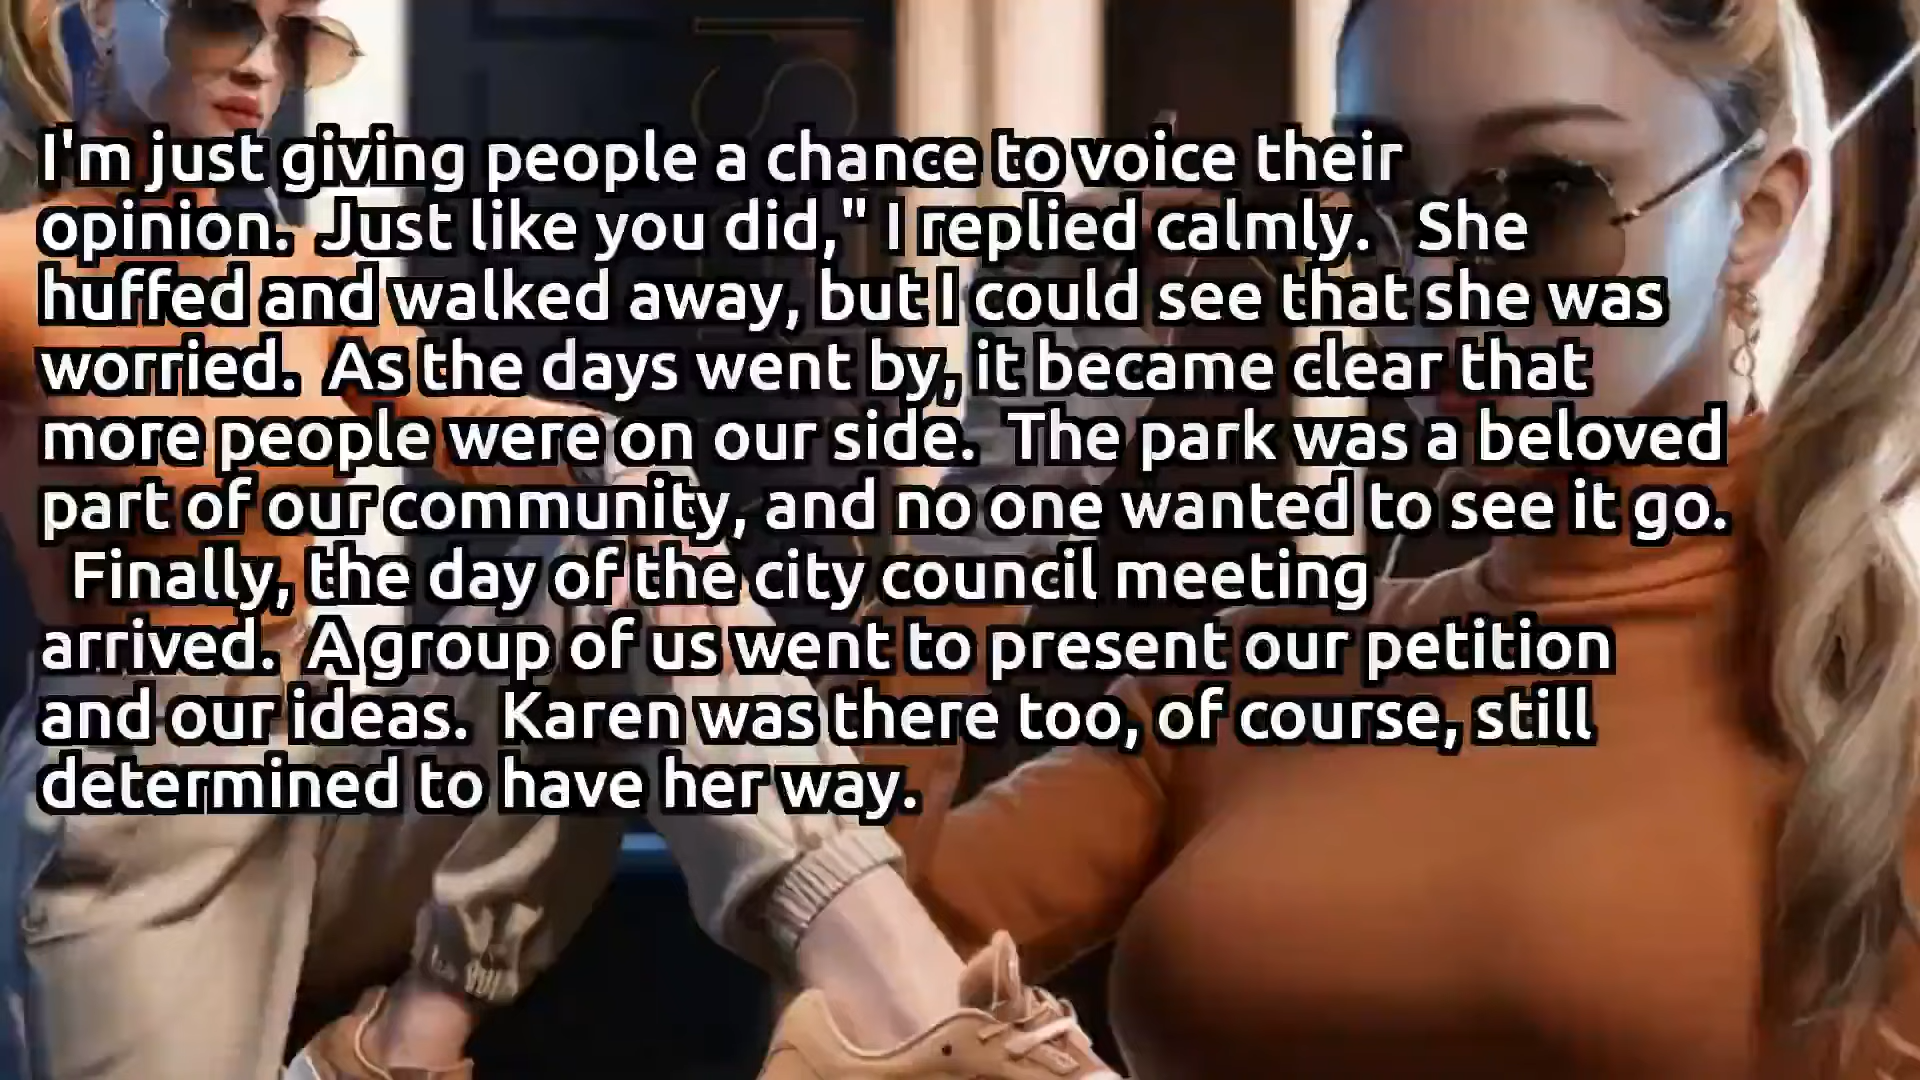 I'm just giving people a chance to voice their
opinion.  Just like you did," I replied calmly.   She
huffed and walked away, but I could see that she was
worried.  As the days went by, it became clear that
more people were on our side.  The park was a beloved
part of our community, and no one wanted to see it go.
  Finally, the day of the city council meeting
arrived.  A group of us went to present our petition
and our ideas.  Karen was there too, of course, still
determined to have her way.